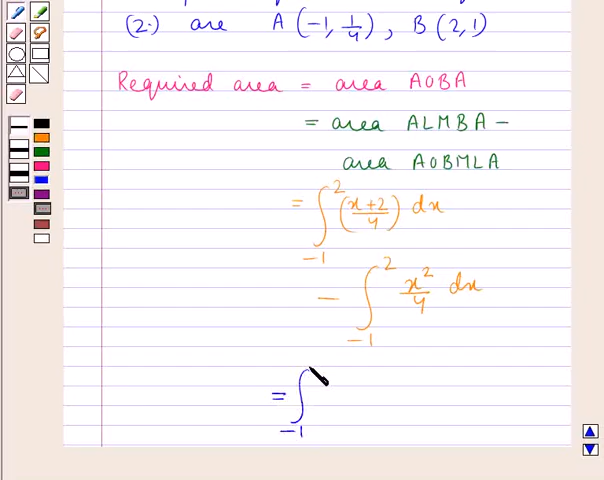 (2.) are A (-1, 1/4), B (2, 1)
Required area = area AOBA
= area ALMBA -
area AOBMLA
= ∫_{-1}^{2} (x+2/4) dx
- ∫_{-1}^{2} x²/4 dx
= ∫_{-1}